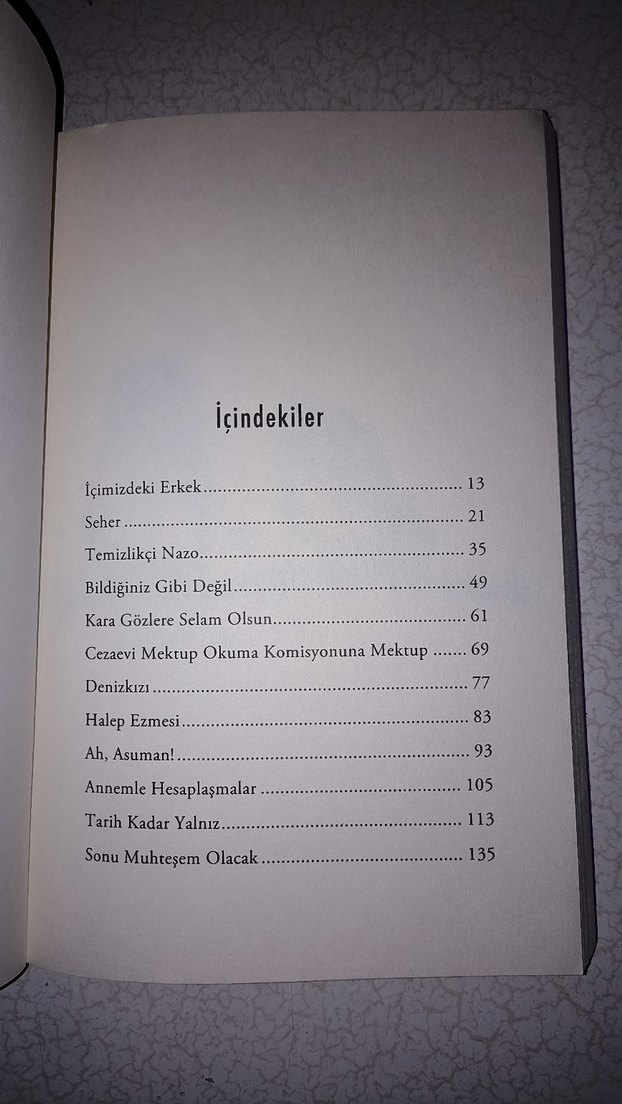 İçindekiler
İçimizdeki Erkek................................................. 13
Seher ................................................................. 21
Temizlikçi Nazo.................................................. 35
Bildiğiniz Gibi Değil............................................ 49
Kara Gözlere Selam Olsun.................................... 61
Cezaevi Mektup Okuma Komisyonuna Mektup ....... 69
Denizkızı ............................................................ 77
Halep Ezmesi...................................................... 83
Ah, Asuman!....................................................... 93
Annemle Hesaplaşmalar ...................................... 105
Tarih Kadar Yalnız.............................................. 113
Sonu Muhteşem Olacak ....................................... 135